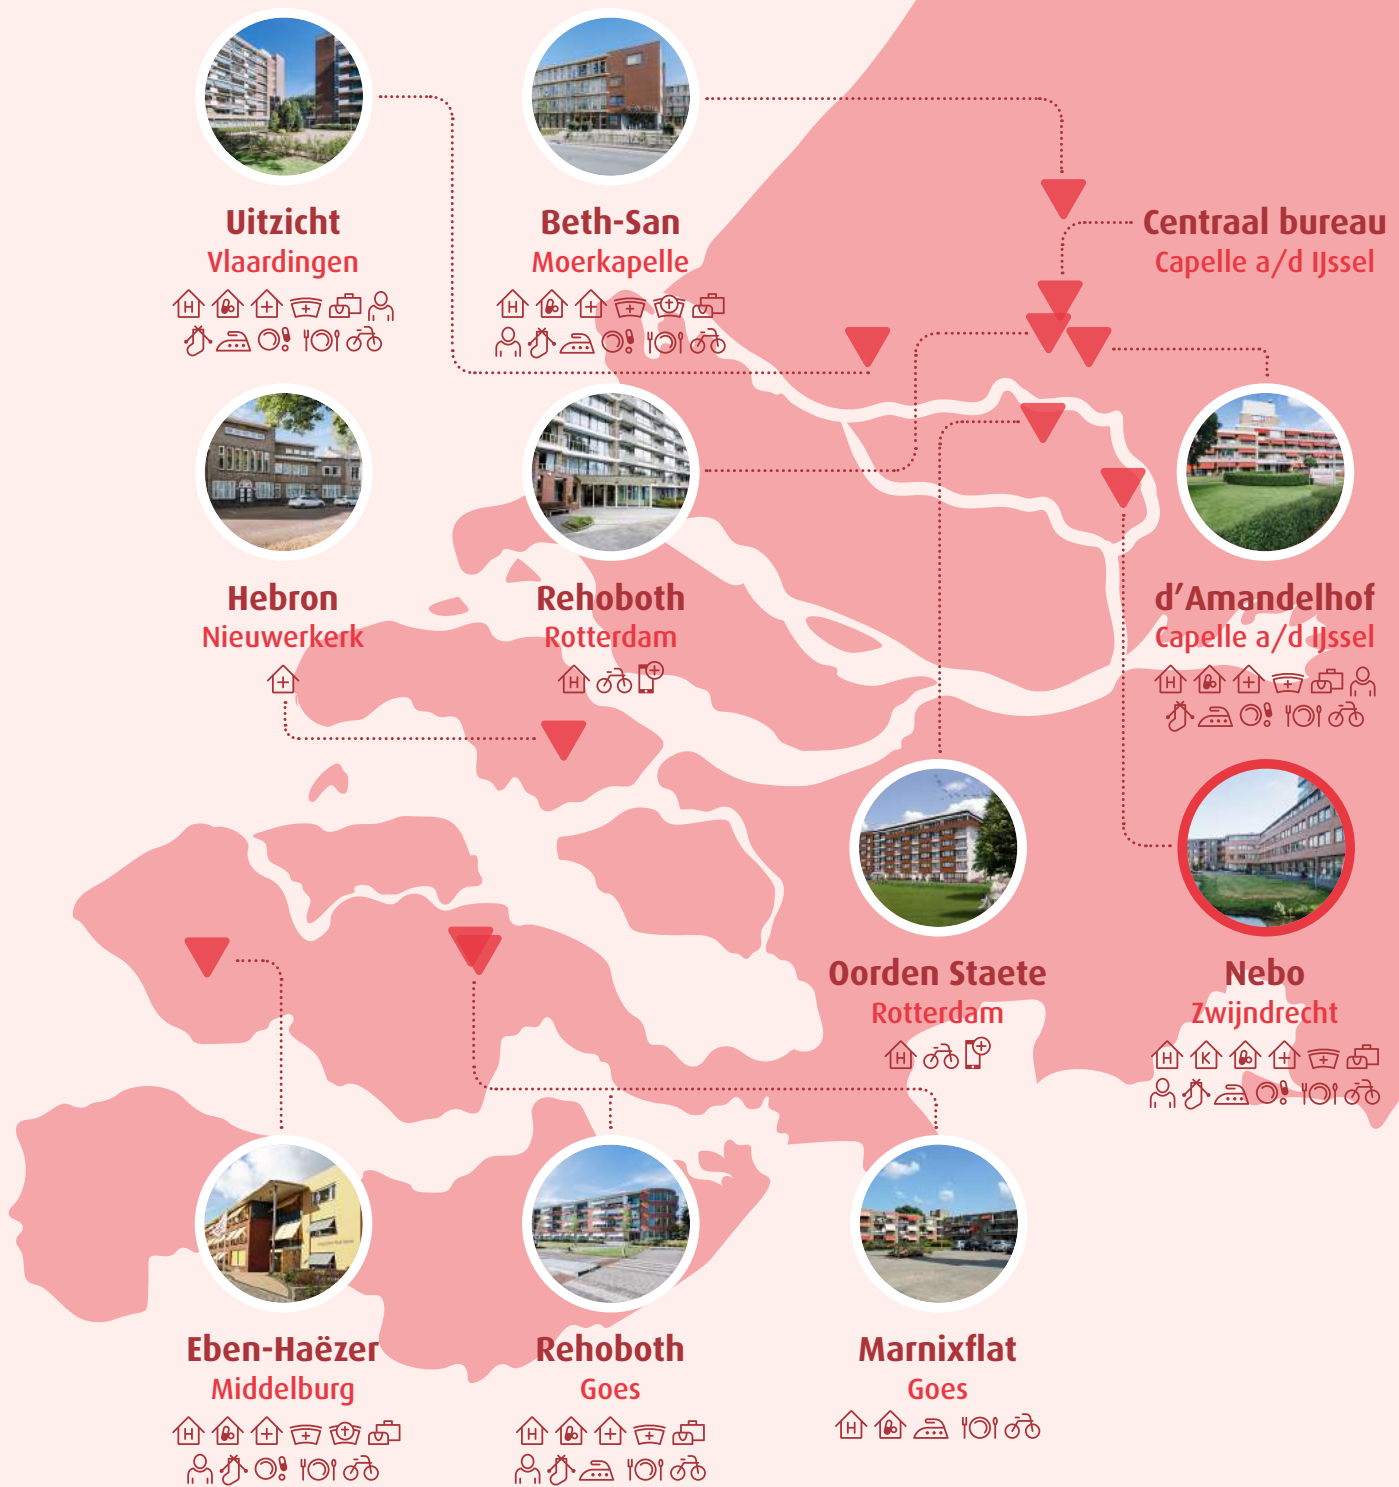 Uitzicht
Vlaardingen
Beth-San
Moerkapelle
Centraal bureau
Capelle a/d IJssel
Hebron
Nieuwerkerk
Rehoboth
Rotterdam
d'Amandelhof
Capelle a/d IJssel
Oorden Staete
Rotterdam
Nebo
Zwijndrecht
Eben-Haëzer
Middelburg
Rehoboth
Goes
Marnixflat
Goes